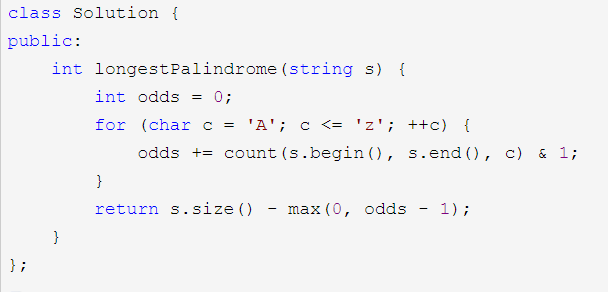 class Solution {
public:
    int longestPalindrome(string s) {
        int odds = 0;
        for (char c = 'A'; c <= 'z'; ++c) {
            odds += count(s.begin(), s.end(), c) & 1;
        }
        return s.size() - max(0, odds - 1);
    }
};